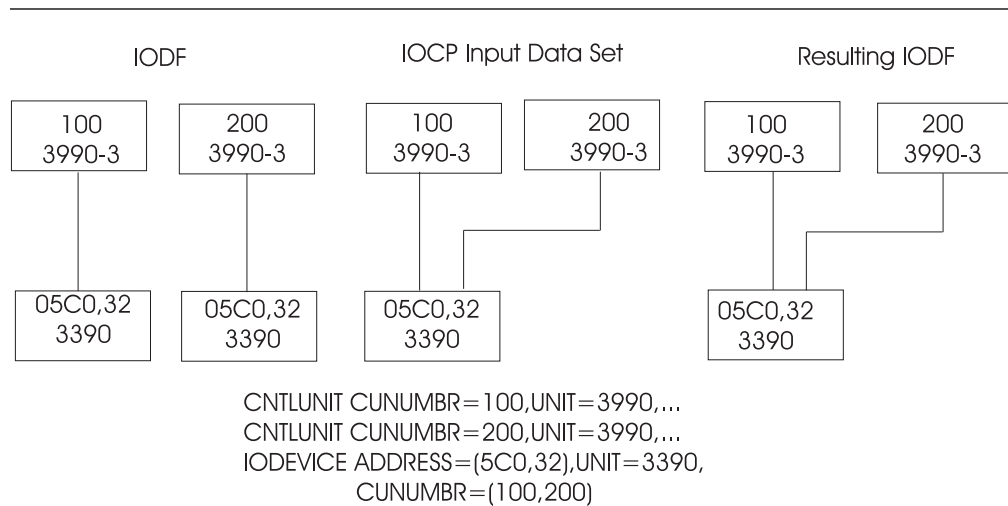 IODF
IOCP Input Data Set
Resulting IODF
100
3990-3
200
3990-3
100
3990-3
200
3990-3
100
3990-3
200
3990-3
05C0,32
3390
05C0,32
3390
05C0,32
3390
05C0,32
3390
CNTLUNIT CUNUMBR=100,UNIT=3990,...
CNTLUNIT CUNUMBR=200,UNIT=3990,...
IODEVICE ADDRESS=(5C0,32),UNIT=3390,
CUNUMBR=(100,200)